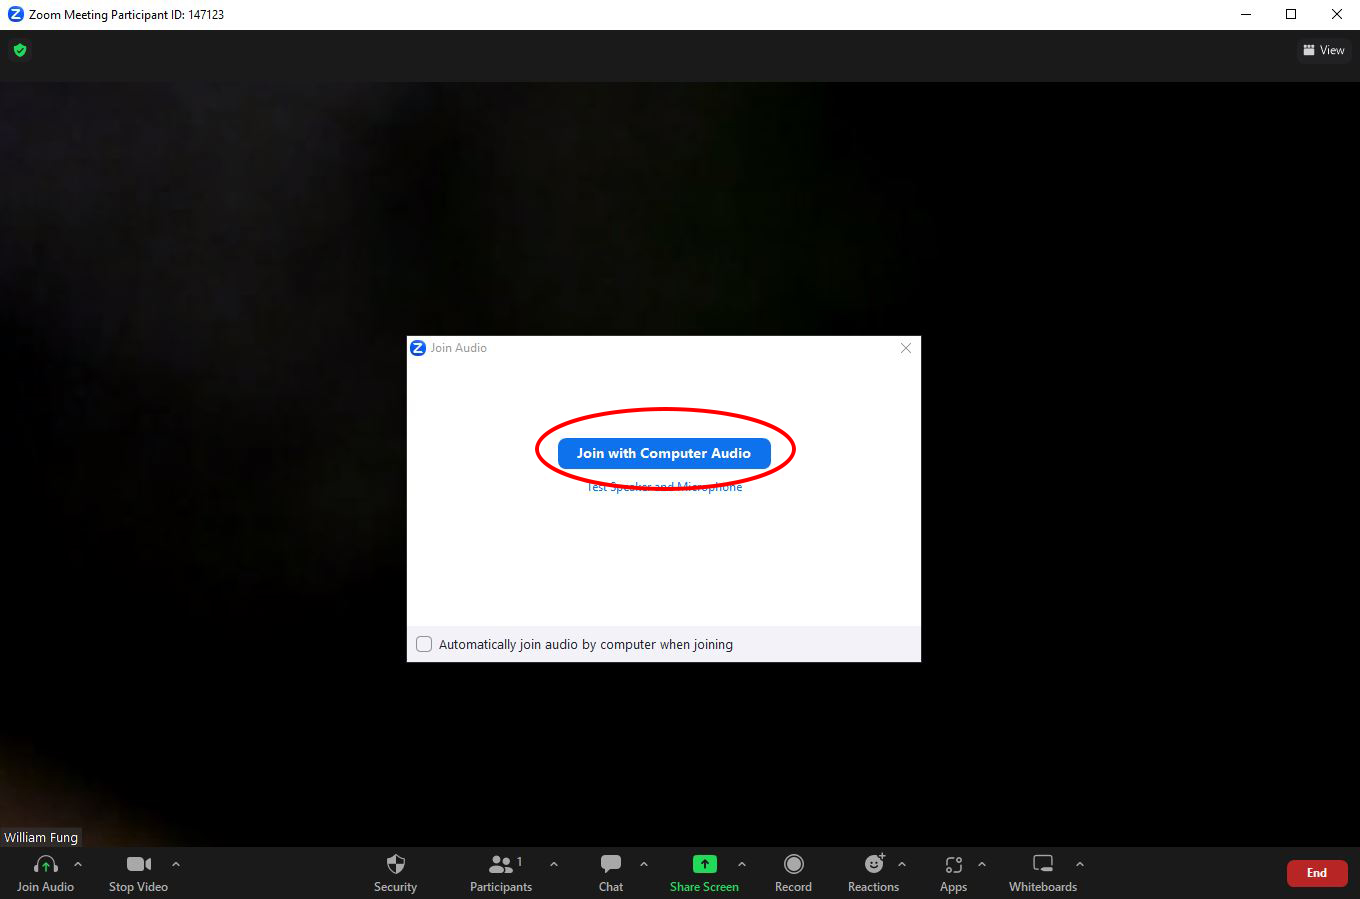 Zoom Meeting Participant ID: 147123
View
Join Audio
Join with Computer Audio
Test Speaker and Microphone
Automatically join audio by computer when joining
William Fung
1
Join Audio
Stop Video
Security
Participants
Chat
Share Screen
Record
Reactions
Apps
Whiteboards
End